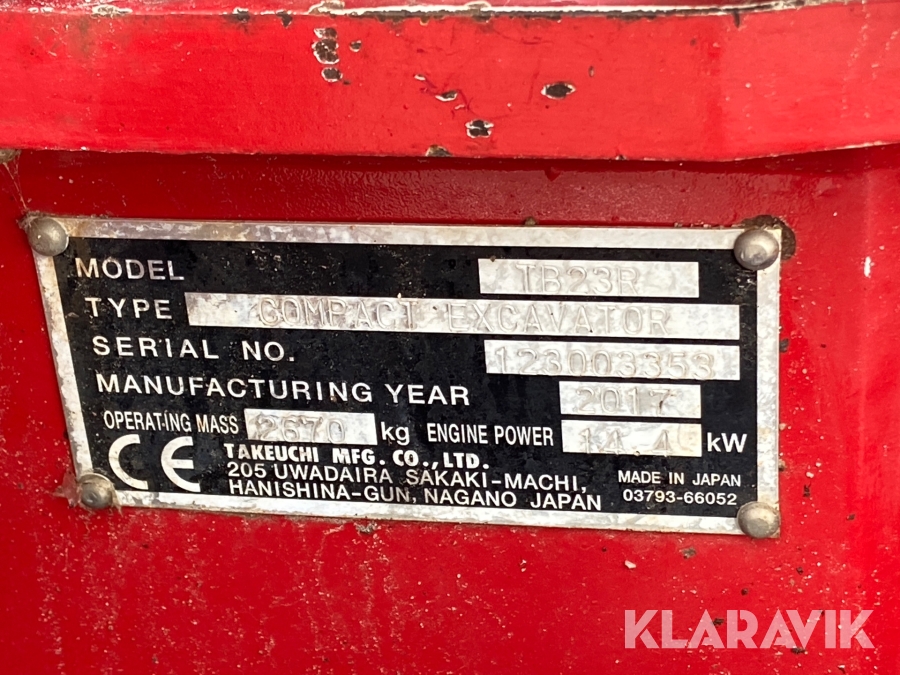 MODEL TB23R
TYPE COMPACT EXCAVATOR
SERIAL NO. 123003353
MANUFACTURING YEAR 2017
OPERATING MASS 2670 kg ENGINE POWER 14.4 kW
CE TAKEUCHI MFG. CO., LTD.
205 UWADAIRA SAKAKI-MACHI,
HANISHINA-GUN, NAGANO JAPAN
MADE IN JAPAN
03793-66052
KLARAVIK